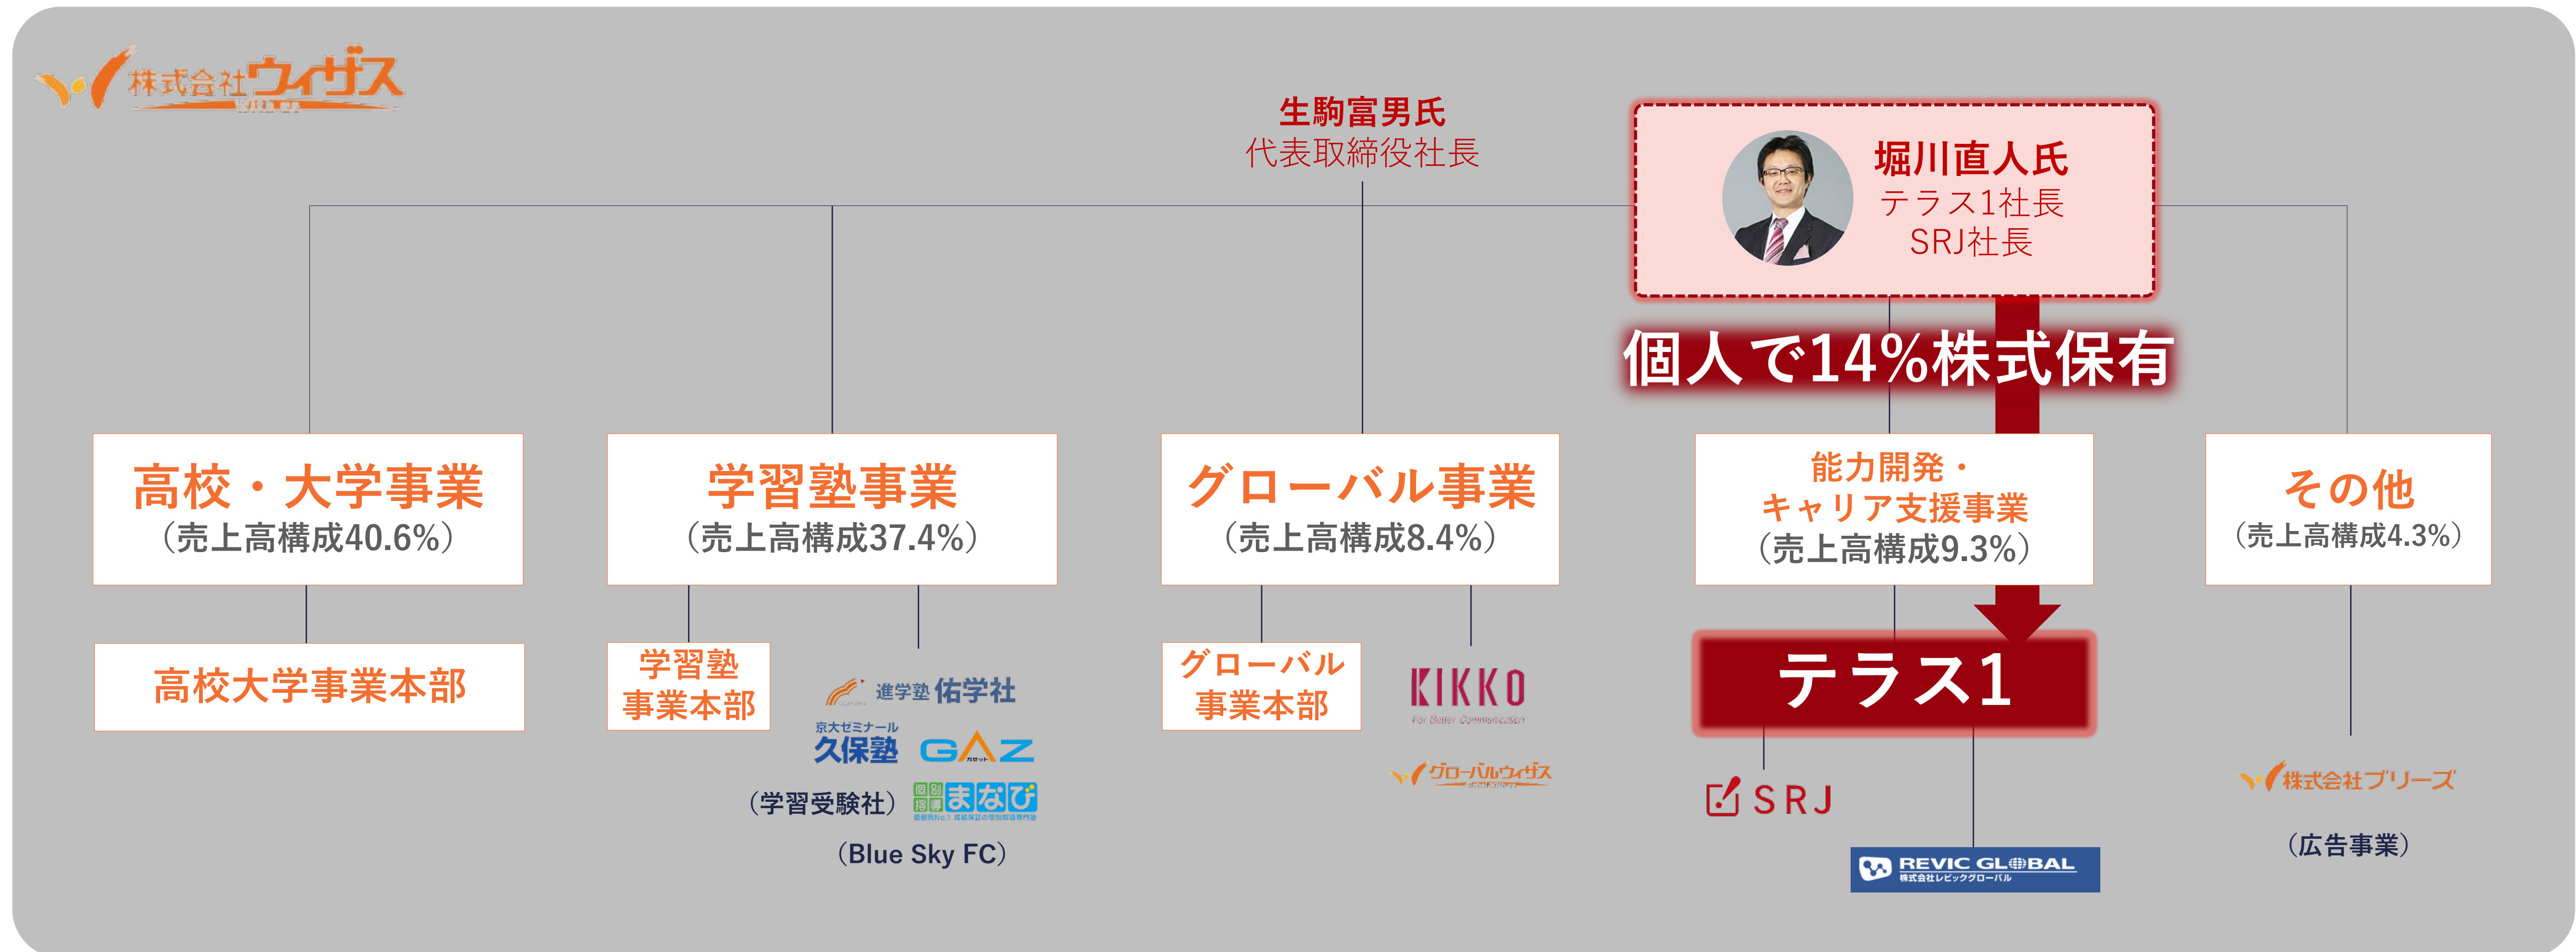 株式会社ウィザス
生駒富男氏
代表取締役社長
堀川直人氏
テラス1社長
SRJ社長
個人で14%株式保有
高校・大学事業
（売上高構成40.6%）
学習塾事業
（売上高構成37.4%）
グローバル事業
（売上高構成8.4%）
能力開発・
キャリア支援事業
（売上高構成9.3%）
その他
（売上高構成4.3%）
高校大学事業本部
学習塾
事業本部
進学塾 佑学社
京大ゼミナール
久保塾
GAZ
ガゼット
（学習受験社）
個別指導 まなび
（Blue Sky FC）
グローバル
事業本部
KIKKO
For Better Communication
グローバルウィザス
テラス1
SRJ
REVIC GLOBAL
株式会社レビックグローバル
株式会社ブリーズ
（広告事業）